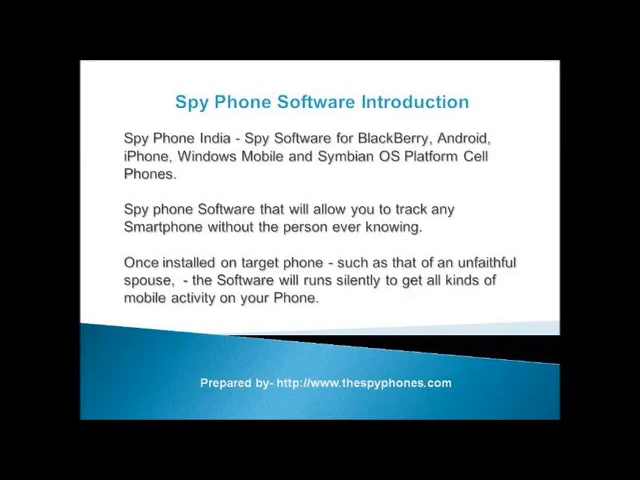 Spy Phone Software Introduction
Spy Phone India - Spy Software for BlackBerry, Android,
iPhone, Windows Mobile and Symbian OS Platform Cell
Phones.
Spy phone Software that will allow you to track any
Smartphone without the person ever knowing.
Once installed on target phone - such as that of an unfaithful
spouse,  - the Software will runs silently to get all kinds of
mobile activity on your Phone.
Prepared by- http://www.thespyphones.com